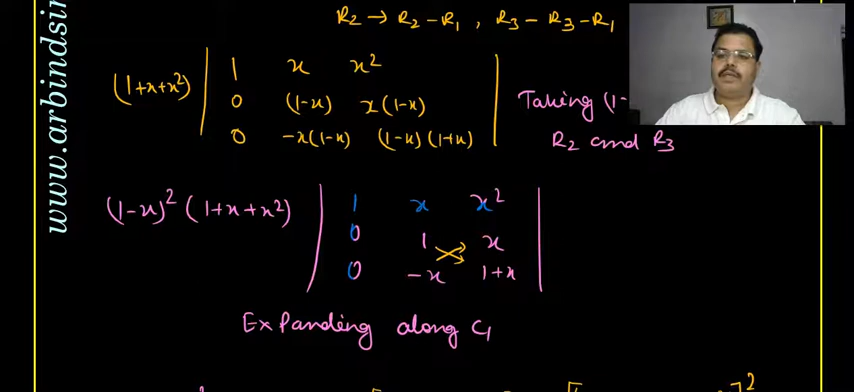 R2 → R2 - R1 , R3 - R3 - R1
(1+x+x²) | 1 x x² |
| 0 (1-x) x(1-x) |
| 0 -x(1-x) (1-x)(1+x) |
Taking (1-
R2 and R3
(1-x)² (1+x+x²) | 1 x x² |
| 0 1 x |
| 0 -x 1+x |
Expanding along C1
www.arbindsin